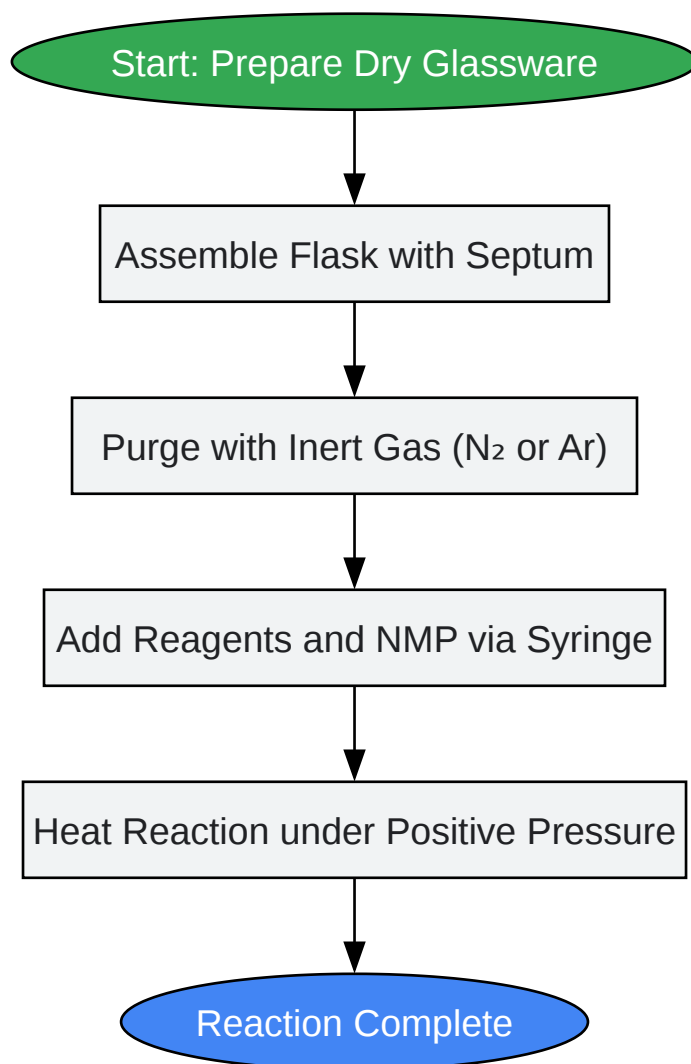 Start: Prepare Dry Glassware
Assemble Flask with Septum
Purge with Inert Gas (N₂ or Ar)
Add Reagents and NMP via Syringe
Heat Reaction under Positive Pressure
Reaction Complete